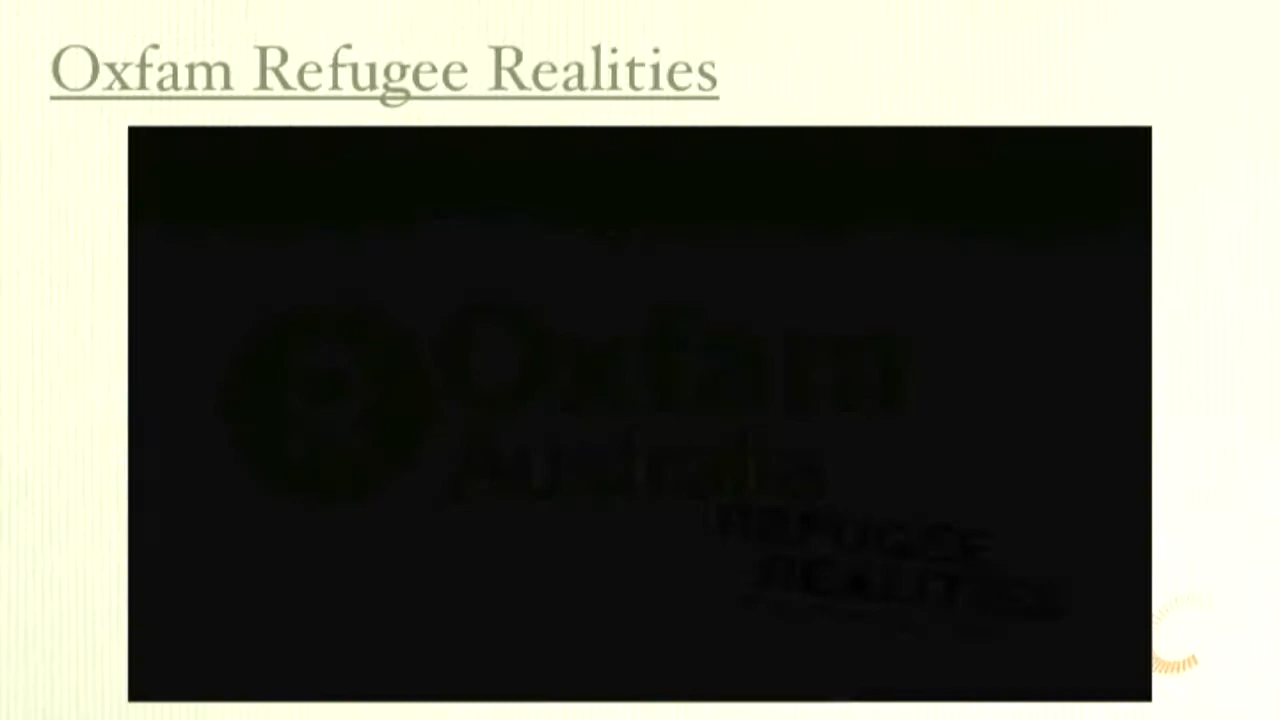 Oxfam Refugee Realities
Oxfam
Australia
REFUGEE
REALITIES